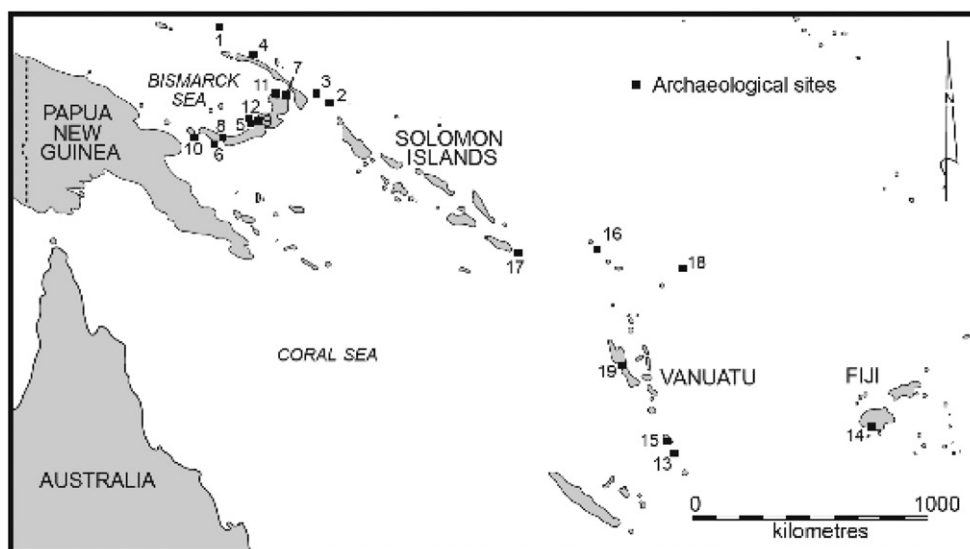 1
4
7
BISMARCK
SEA
11
3
2
■ Archaeological sites
N
PAPUA
NEW
GUINEA
12
5
9
8
10
6
SOLOMON
ISLANDS
17
16
18
CORAL SEA
19
VANUATU
FIJI
14
15
13
AUSTRALIA
0 1000
kilometres